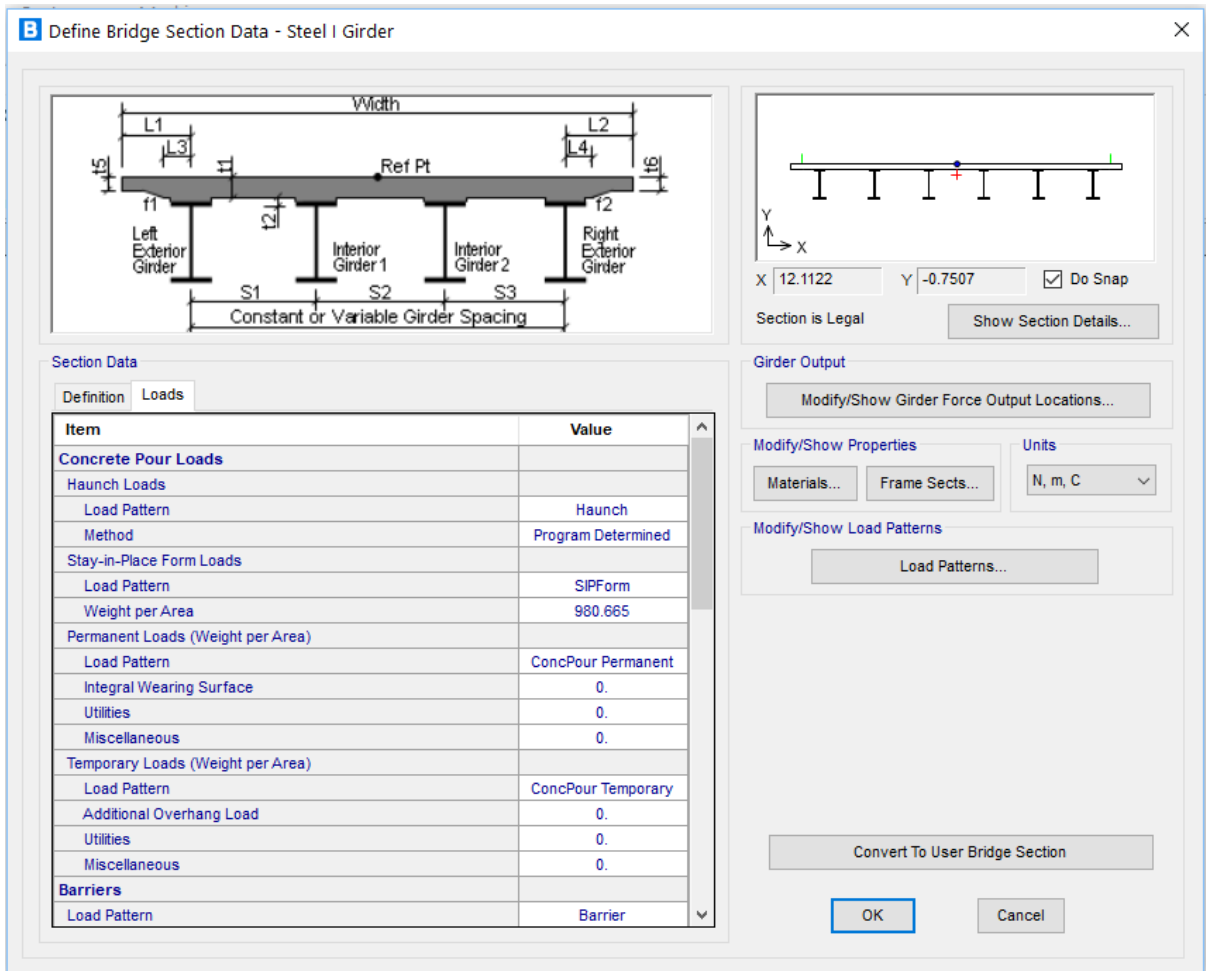 B Define Bridge Section Data - Steel I Girder
Width
L1 L2
L3 L4
t5 t1 Ref Pt t6
f1 t2 f2
Left Exterior Girder
Interior Girder 1
Interior Girder 2
Right Exterior Girder
S1 S2 S3
Constant or Variable Girder Spacing
Y
X
X 12.1122 Y -0.7507 Do Snap
Section is Legal Show Section Details...
Section Data
Definition Loads
Item Value
Concrete Pour Loads
Haunch Loads
Load Pattern Haunch
Method Program Determined
Stay-in-Place Form Loads
Load Pattern SIPForm
Weight per Area 980.665
Permanent Loads (Weight per Area)
Load Pattern ConcPour Permanent
Integral Wearing Surface 0.
Utilities 0.
Miscellaneous 0.
Temporary Loads (Weight per Area)
Load Pattern ConcPour Temporary
Additional Overhang Load 0.
Utilities 0.
Miscellaneous 0.
Barriers
Load Pattern Barrier
Girder Output
Modify/Show Girder Force Output Locations...
Modify/Show Properties
Materials... Frame Sects...
Units
N, m, C
Modify/Show Load Patterns
Load Patterns...
Convert To User Bridge Section
OK Cancel